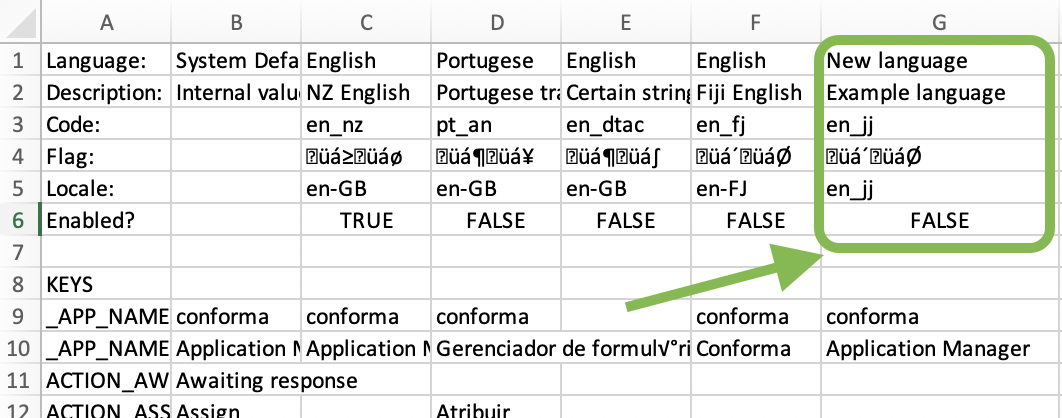 A B C D E F G
1 Language: System Defa English Portugese English English New language
2 Description: Internal valu NZ English Portugese tra Certain string Fiji English Example language
3 Code: en_nz pt_an en_dtac en_fj en_jj
4 Flag: üá≥üáø üá¶üá¥ üá¶üá∫ üá´üáØ üá´üáØ
5 Locale: en-GB en-GB en-GB en-FJ en_jj
6 Enabled? TRUE FALSE FALSE FALSE FALSE
7
8 KEYS
9 _APP_NAME conforma conforma conforma conforma conforma
10 _APP_NAME Application M Application M Gerenciador de formul√°ri Conforma Application Manager
11 ACTION_AW Awaiting response
12 ACTION_ASS Assign Atribuir